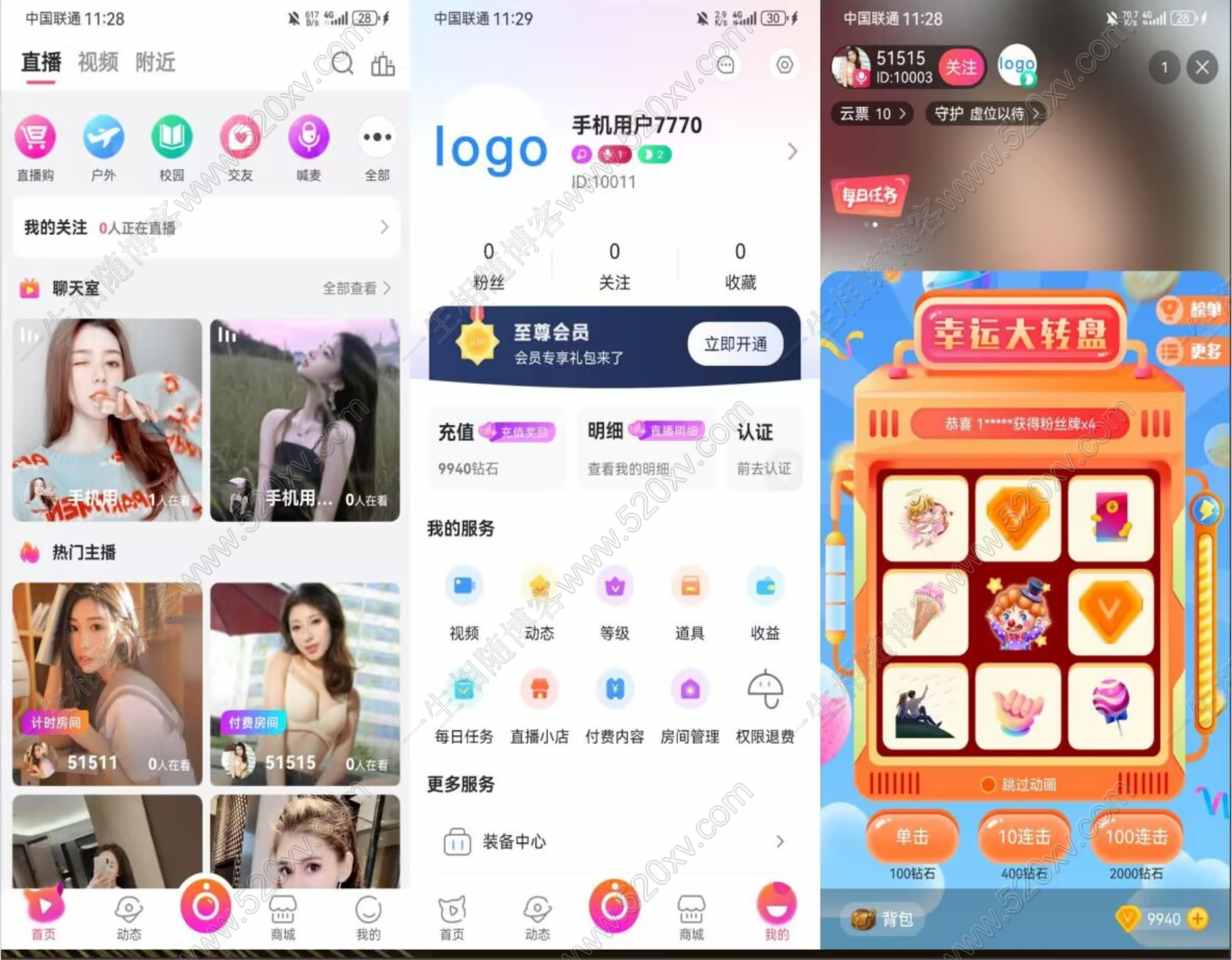 中国联通 11:28
617 B/s 4G 28
直播 视频 附近
直播购 户外 校园 交友 喊麦 全部
我的关注 0人正在直播
聊天室 全部查看
手机用... 1人在看
手机用... 0人在看
热门主播
计时房间
51511 0人在看
付费房间
51515 0人在看
首页 动态 商城 我的
中国联通 11:29
2.9 K/s 4G 30
logo
手机用户7770
1 2
ID:10011
0 0 0
粉丝 关注 收藏
至尊会员
会员专享礼包来了
立即开通
充值 充值奖励
9940钻石
明细 直播明细
查看我的明细
认证
前去认证
我的服务
视频 动态 等级 道具 收益
每日任务 直播小店 付费内容 房间管理 权限退费
更多服务
装备中心
首页 动态 商城 我的
中国联通 11:28
70.7 K/s 4G 28
51515
ID:10003
关注
logo
1
云票 10
守护 虚位以待
每日任务
幸运大转盘
榜单
更多
恭喜 1*****获得粉丝牌x4
跳过动画
单击 10连击 100连击
100钻石 400钻石 2000钻石
背包
9940
一生相随博客www.520xv.com